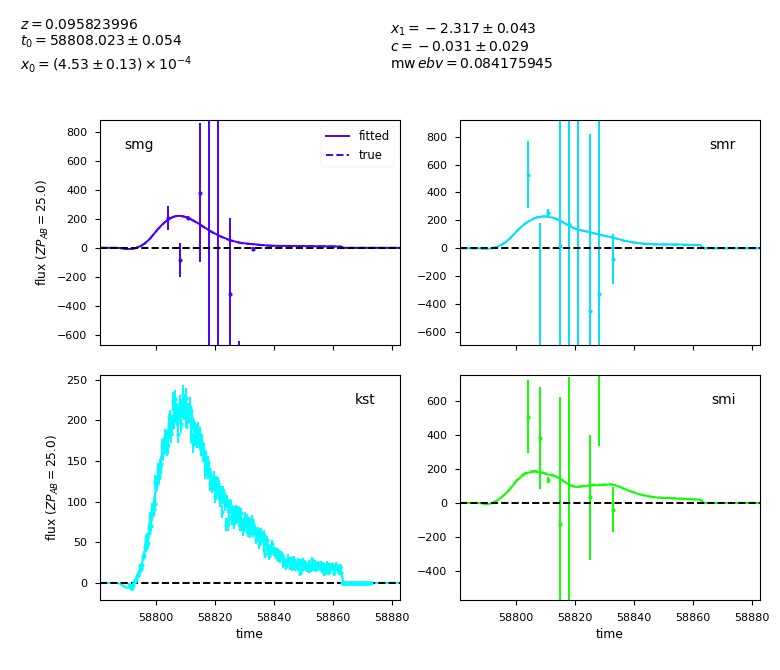 z = 0.095823996
t₀ = 58808.023 ± 0.054
x₀ = (4.53 ± 0.13) × 10⁻⁴
x₁ = −2.317 ± 0.043
c = −0.031 ± 0.029
mw ebv = 0.084175945
smg
fitted
true
800
600
400
200
0
−200
−400
−600
flux (ZP_AB = 25.0)
smr
800
600
400
200
0
−200
−400
−600
kst
250
200
150
100
50
0
flux (ZP_AB = 25.0)
58800 58820 58840 58860 58880
time
smi
600
400
200
0
−200
−400
58800 58820 58840 58860 58880
time